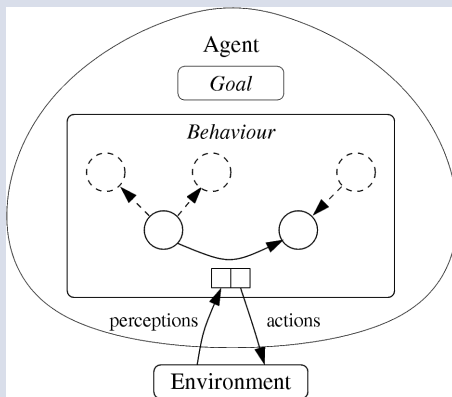 Agent
Goal
Behaviour
perceptions
actions
Environment